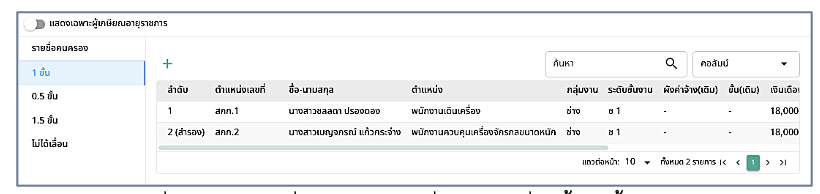 แสดงเฉพาะผู้เกษียณอายุราชการ
รายชื่อคนครอง
1 ขั้น
0.5 ขั้น
1.5 ขั้น
ไม่ได้เลื่อน
ค้นหา คอลัมน์
ลำดับ ตำแหน่งเลขที่ ชื่อ-นามสกุล ตำแหน่ง กลุ่มงาน ระดับชั้นงาน ผังค่าจ้าง(เดิม) ขั้น(เดิม) เงินเดือ
1 สกก.1 นางสาวชลลดา ปรองดอง พนักงานเดินเครื่อง ช่าง ช 1 - - 18,000
2 (สำรอง) สกก.2 นางสาวเบญจภรณ์ แก้วกระจ่าง พนักงานควบคุมเครื่องจักรกลขนาดหนัก ช่าง ช 1 - - 18,000
แถวต่อหน้า: 10 ทั้งหมด 2 รายการ |< < 1 > >|